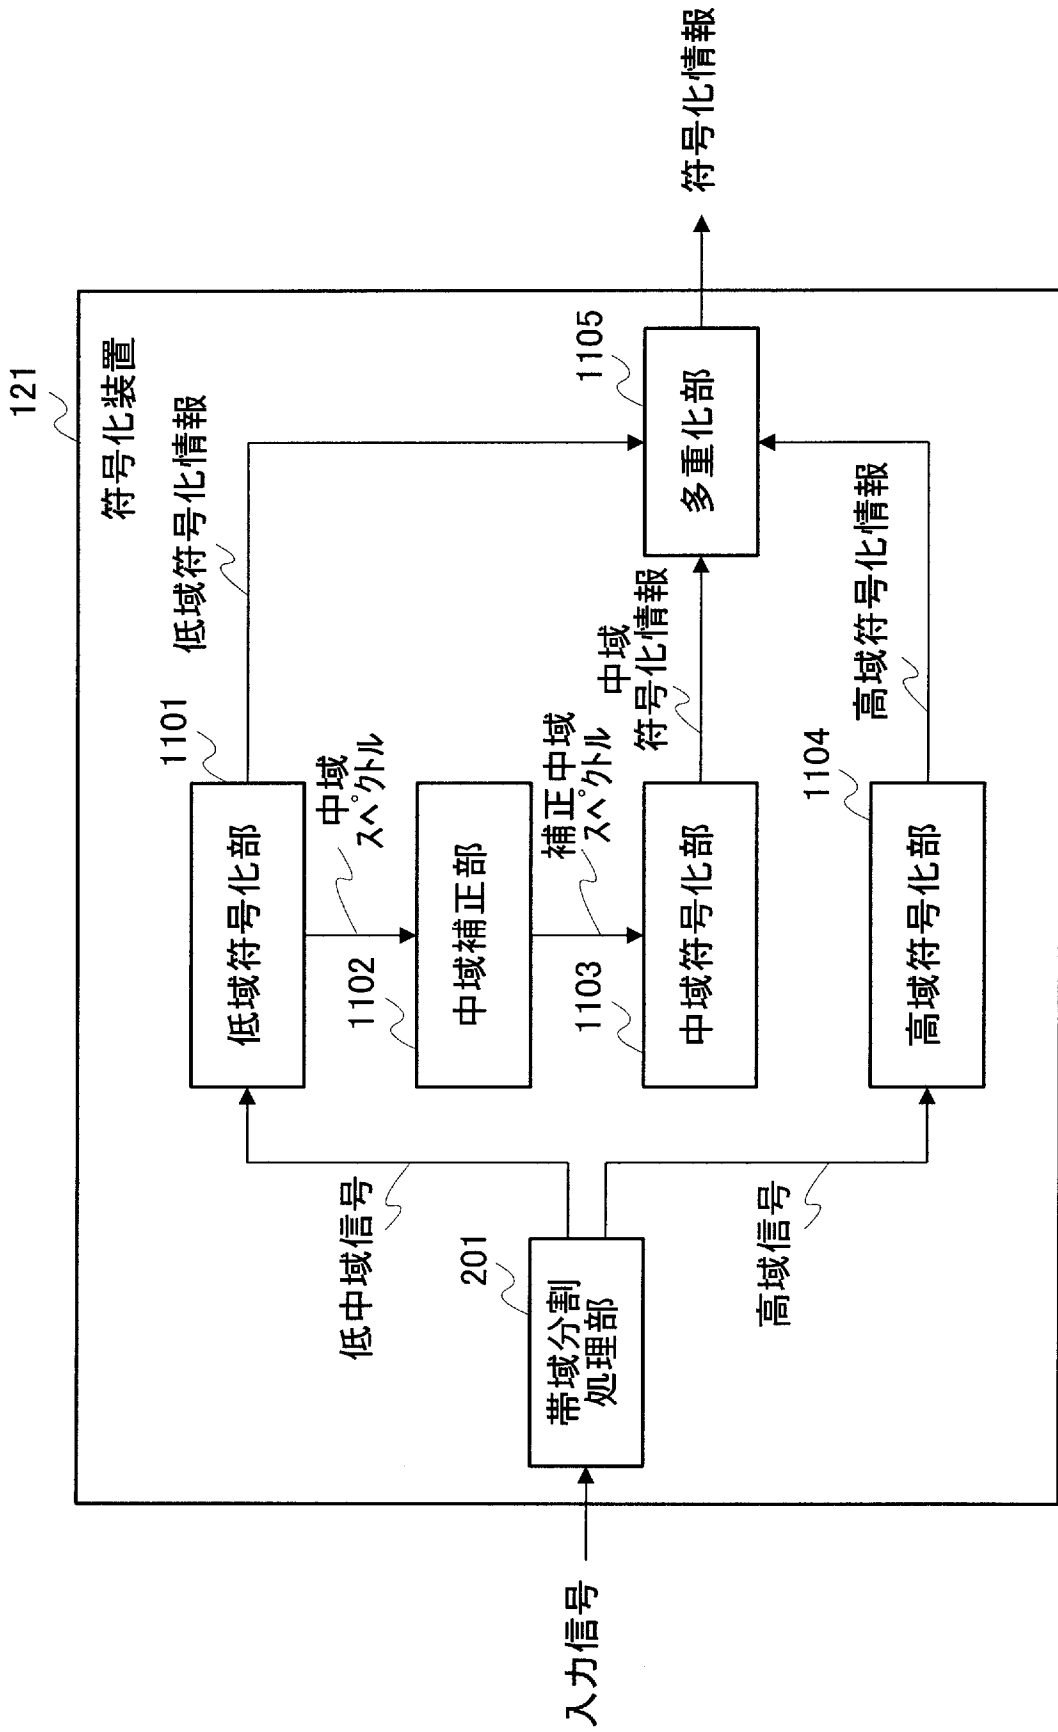 121
符号化装置
入力信号
帯域分割
処理部
201
低中域信号
高域信号
低域符号化部
1101
中域
スペクトル
中域補正部
1102
補正中域
スペクトル
中域符号化部
1103
高域符号化部
1104
低域符号化情報
中域
符号化情報
高域符号化情報
多重化部
1105
符号化情報